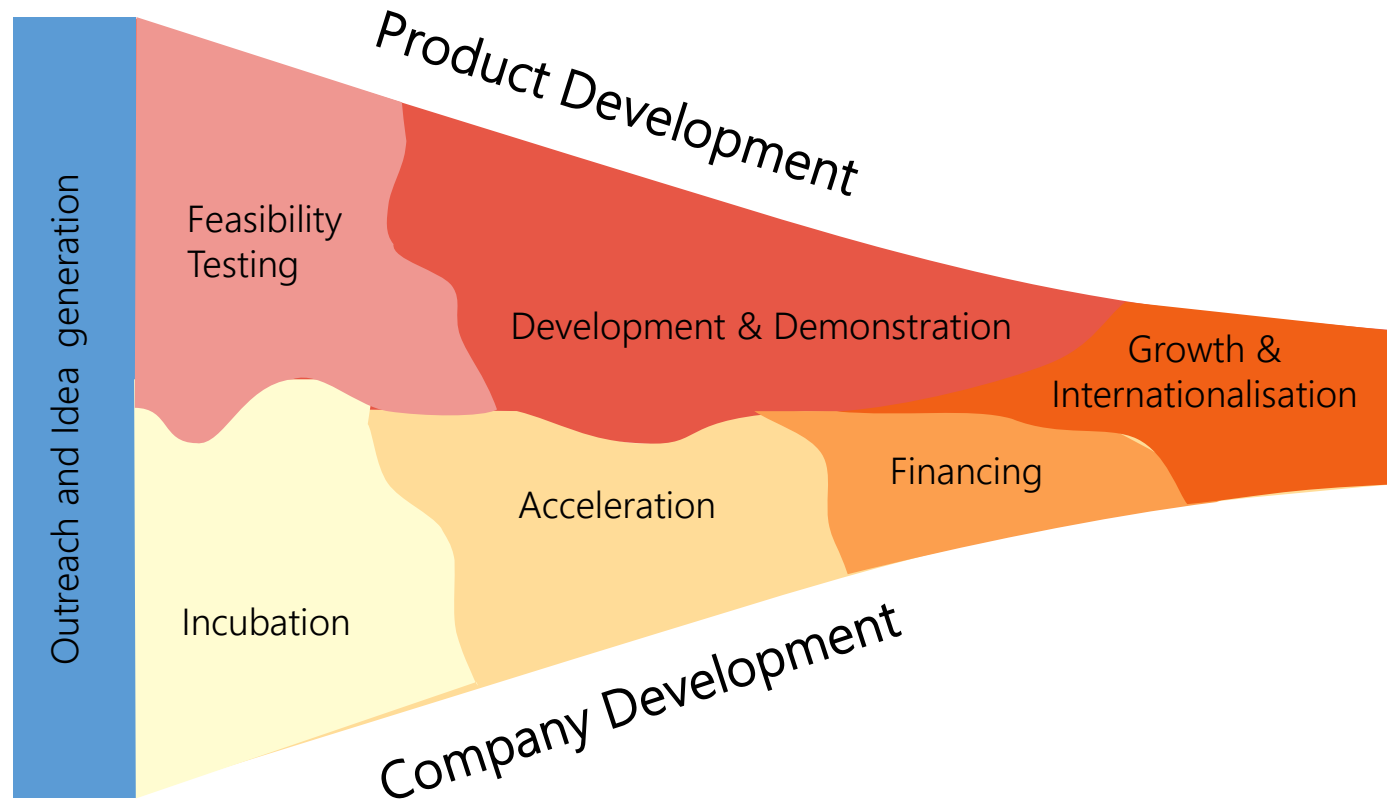 Outreach and Idea generation
Product Development
Feasibility
Testing
Development & Demonstration
Growth &
Internationalisation
Financing
Acceleration
Incubation
Company Development